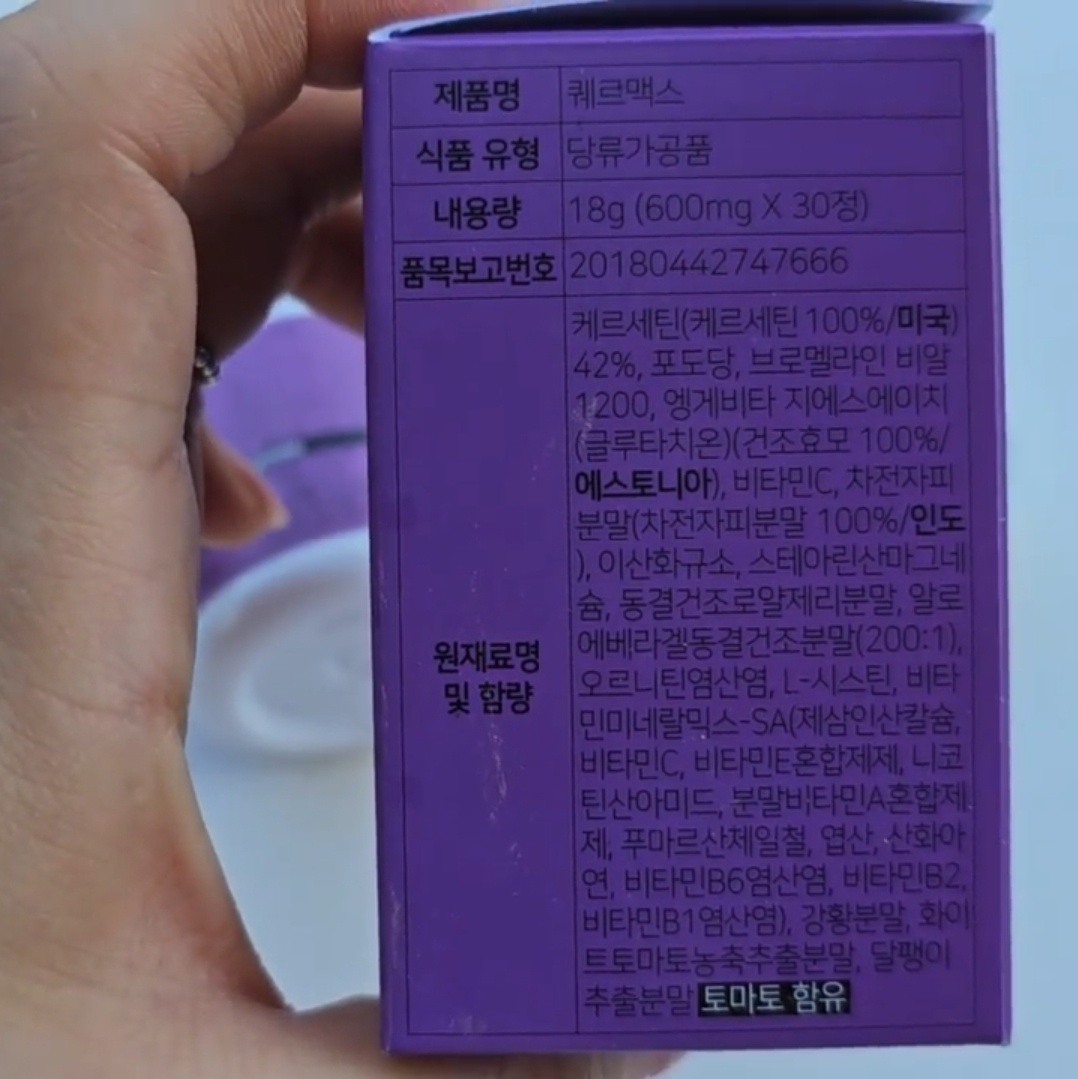 제품명 퀘르맥스
식품 유형 당류가공품
내용량 18g (600mg X 30정)
품목보고번호 20180442747666
원재료명
및 함량
케르세틴(케르세틴 100%/미국)
42%, 포도당, 브로멜라인 비알
1200, 엥게비타 지에스에이치
(글루타치온)(건조효모 100%/
에스토니아), 비타민C, 차전자피
분말(차전자피분말 100%/인도
), 이산화규소, 스테아린산마그네
슘, 동결건조로얄제리분말, 알로
에베라겔동결건조분말(200:1),
오르니틴염산염, L-시스틴, 비타
민미네랄믹스-SA(제삼인산칼슘,
비타민C, 비타민E혼합제제, 니코
틴산아미드, 분말비타민A혼합제
제, 푸마르산제일철, 엽산, 산화아
연, 비타민B6염산염, 비타민B2,
비타민B1염산염), 강황분말, 화이
트토마토농축추출분말, 달팽이
추출분말 토마토 함유